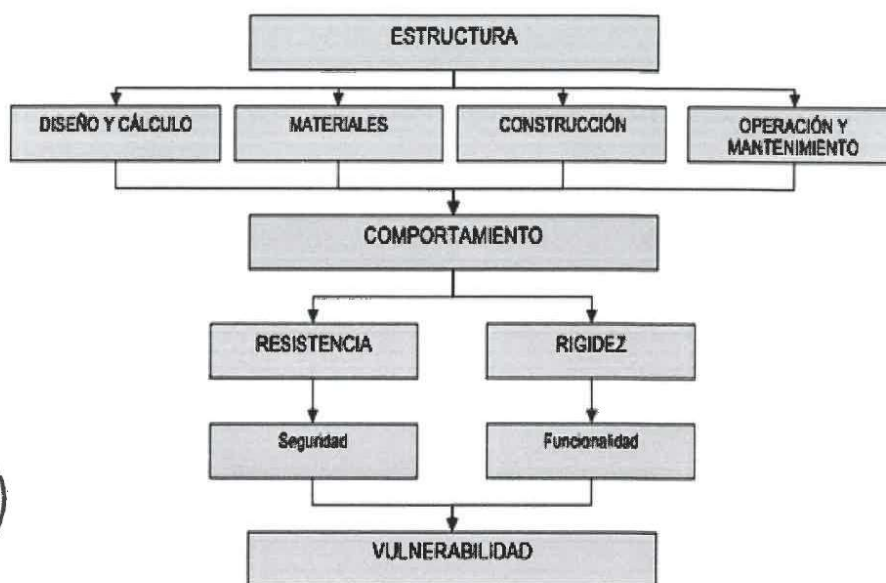 ESTRUCTURA
DISEÑO Y CÁLCULO
MATERIALES
CONSTRUCCIÓN
OPERACIÓN Y
MANTENIMIENTO
COMPORTAMIENTO
RESISTENCIA
RIGIDEZ
Seguridad
Funcionalidad
VULNERABILIDAD